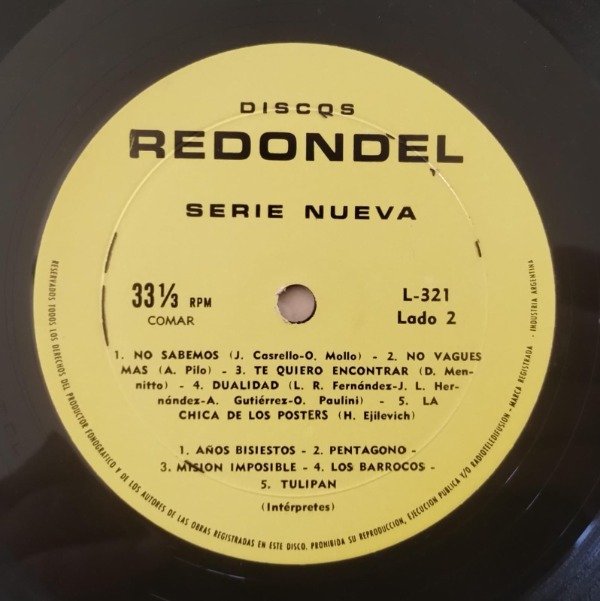 DISCOS
REDONDEL
SERIE NUEVA
33 1/3 RPM
COMAR
L-321
Lado 2
1. NO SABEMOS (J. Casrello-O. Mollo) - 2. NO VAGUES
MAS (A. Pilo) - 3. TE QUIERO ENCONTRAR (D. Men-
nitto) - 4. DUALIDAD (L. R. Fernández-J. L. Her-
nández-A. Gutiérrez-O. Paulini) - 5. LA
CHICA DE LOS POSTERS (H. Ejilevich)
1. AÑOS BISIESTOS - 2. PENTAGONO -
3. MISION IMPOSIBLE - 4. LOS BARROCOS -
5. TULIPAN
(Intérpretes)
RESERVADOS TODOS LOS DERECHOS DEL PRODUCTOR FONOGRAFICO Y DE LOS AUTORES DE LAS OBRAS REGISTRADAS EN ESTE DISCO. PROHIBIDA SU REPRODUCCION, EJECUCION PUBLICA Y/O RADIOTELEDIFUSION - MARCA REGISTRADA - INDUSTRIA ARGENTINA